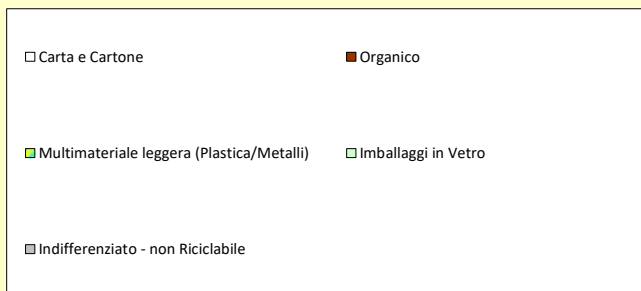 Carta e Cartone
Organico
Multimateriale leggera (Plastica/Metalli)
Imballaggi in Vetro
Indifferenziato - non Riciclabile